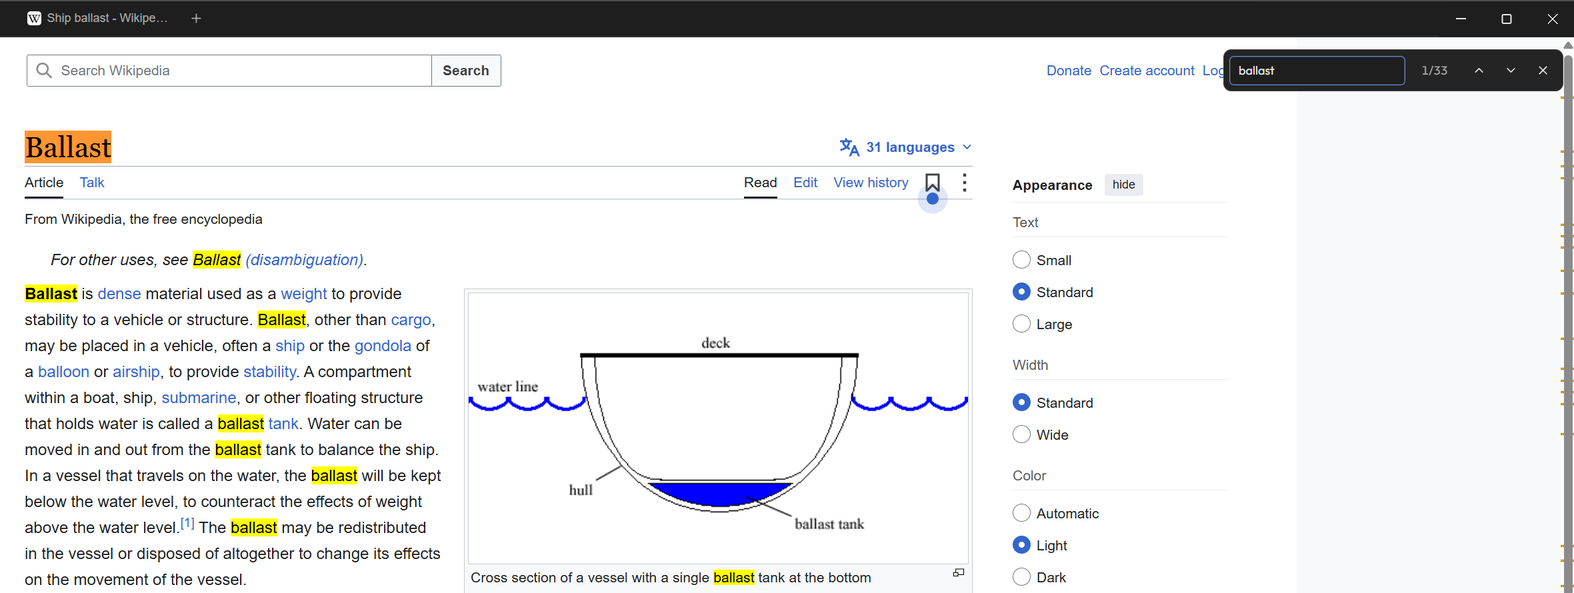 Ship ballast - Wikipe...
Search Wikipedia
Search
Donate Create account Log
ballast
1/33
Ballast
31 languages
Article Talk
Read Edit View history
From Wikipedia, the free encyclopedia
For other uses, see Ballast (disambiguation).
Ballast is dense material used as a weight to provide
stability to a vehicle or structure. Ballast, other than cargo,
may be placed in a vehicle, often a ship or the gondola of
a balloon or airship, to provide stability. A compartment
within a boat, ship, submarine, or other floating structure
that holds water is called a ballast tank. Water can be
moved in and out from the ballast tank to balance the ship.
In a vessel that travels on the water, the ballast will be kept
below the water level, to counteract the effects of weight
above the water level.[1] The ballast may be redistributed
in the vessel or disposed of altogether to change its effects
on the movement of the vessel.
deck
water line
hull
ballast tank
Cross section of a vessel with a single ballast tank at the bottom
Appearance hide
Text
Small
Standard
Large
Width
Standard
Wide
Color
Automatic
Light
Dark